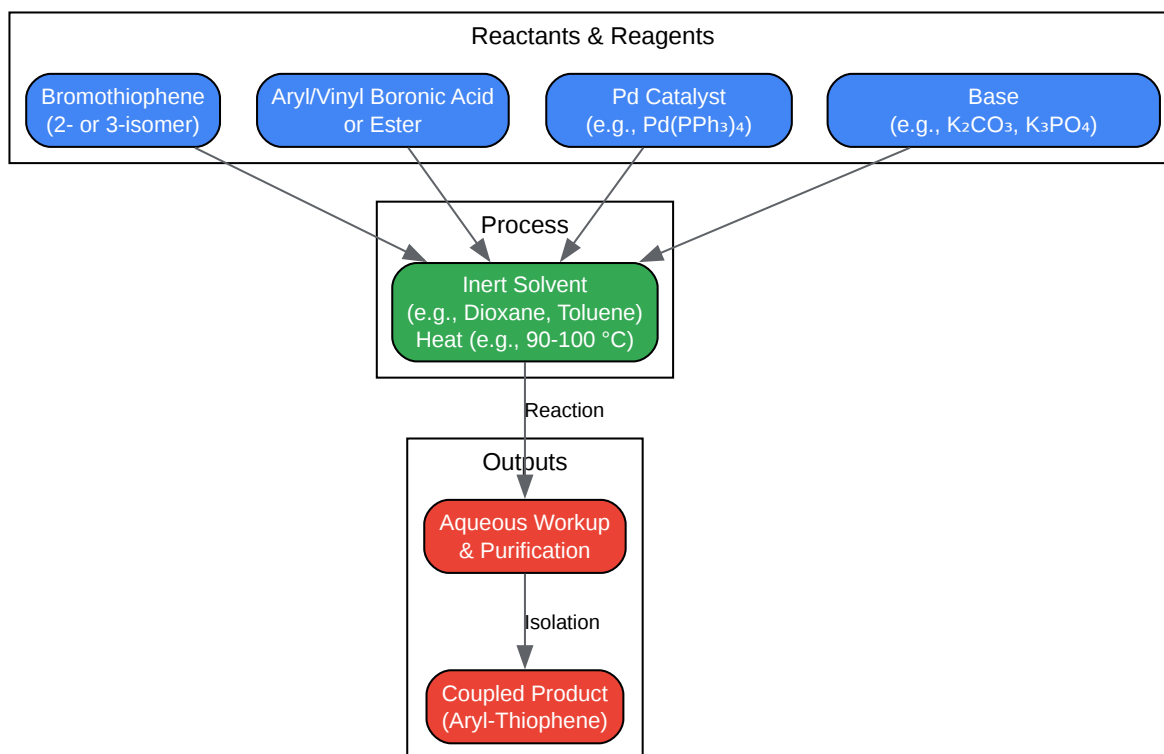 Reactants & Reagents
Bromothiophene
(2- or 3-isomer)
Aryl/Vinyl Boronic Acid
or Ester
Pd Catalyst
(e.g., Pd(PPh₃)₄)
Base
(e.g., K₂CO₃, K₃PO₄)
Process
Inert Solvent
(e.g., Dioxane, Toluene)
Heat (e.g., 90-100 °C)
Reaction
Outputs
Aqueous Workup
& Purification
Isolation
Coupled Product
(Aryl-Thiophene)